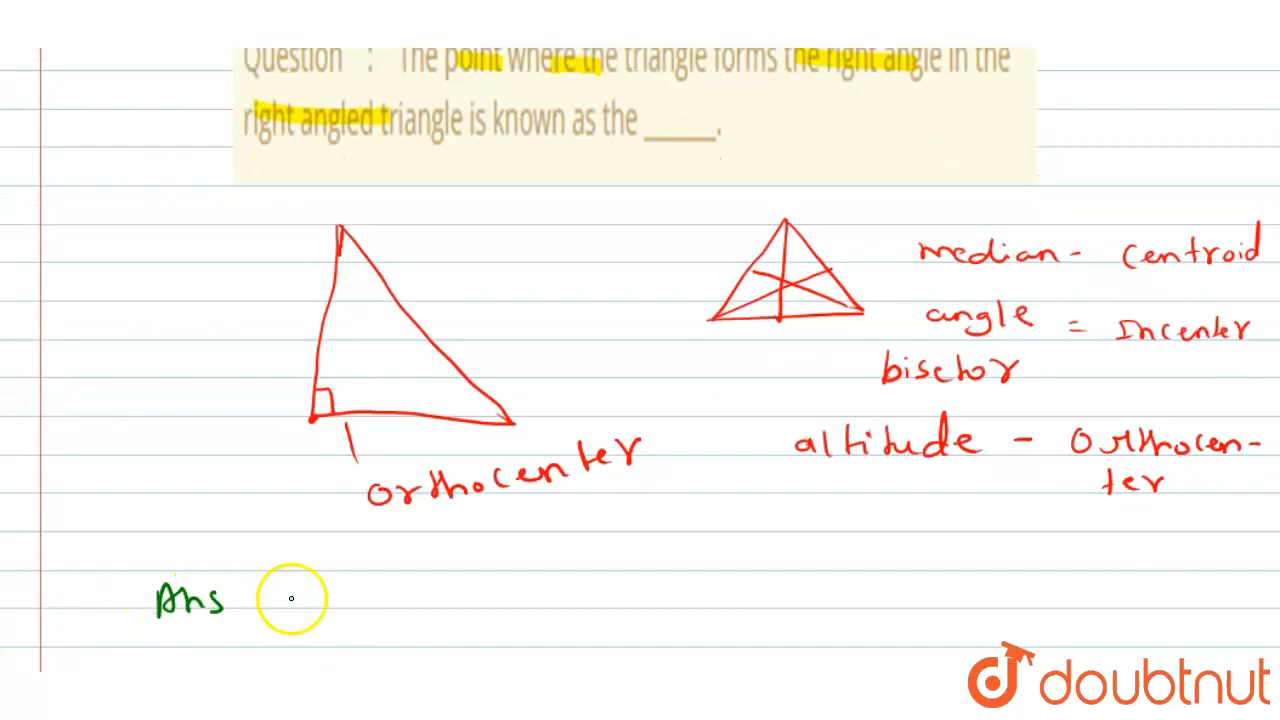 Question : The point where the triangle forms the right angle in the
right angled triangle is known as the ______.
median - Centroid
angle = Incenter
bisctor
altitude - Orthocen-
ter
orthocenter
Ans
doubtnut